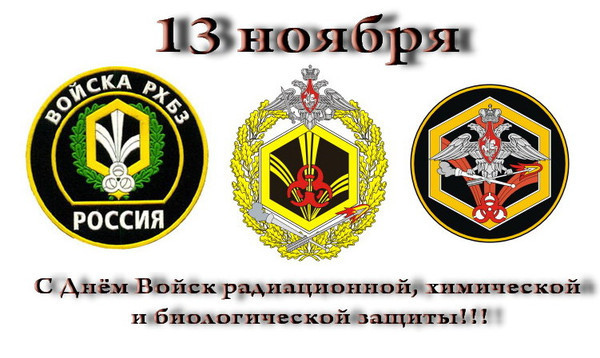 13 ноября
ВОЙСКА РХБЗ
РОССИЯ
С Днём Войск радиационной, химической
и биологической защиты!!!